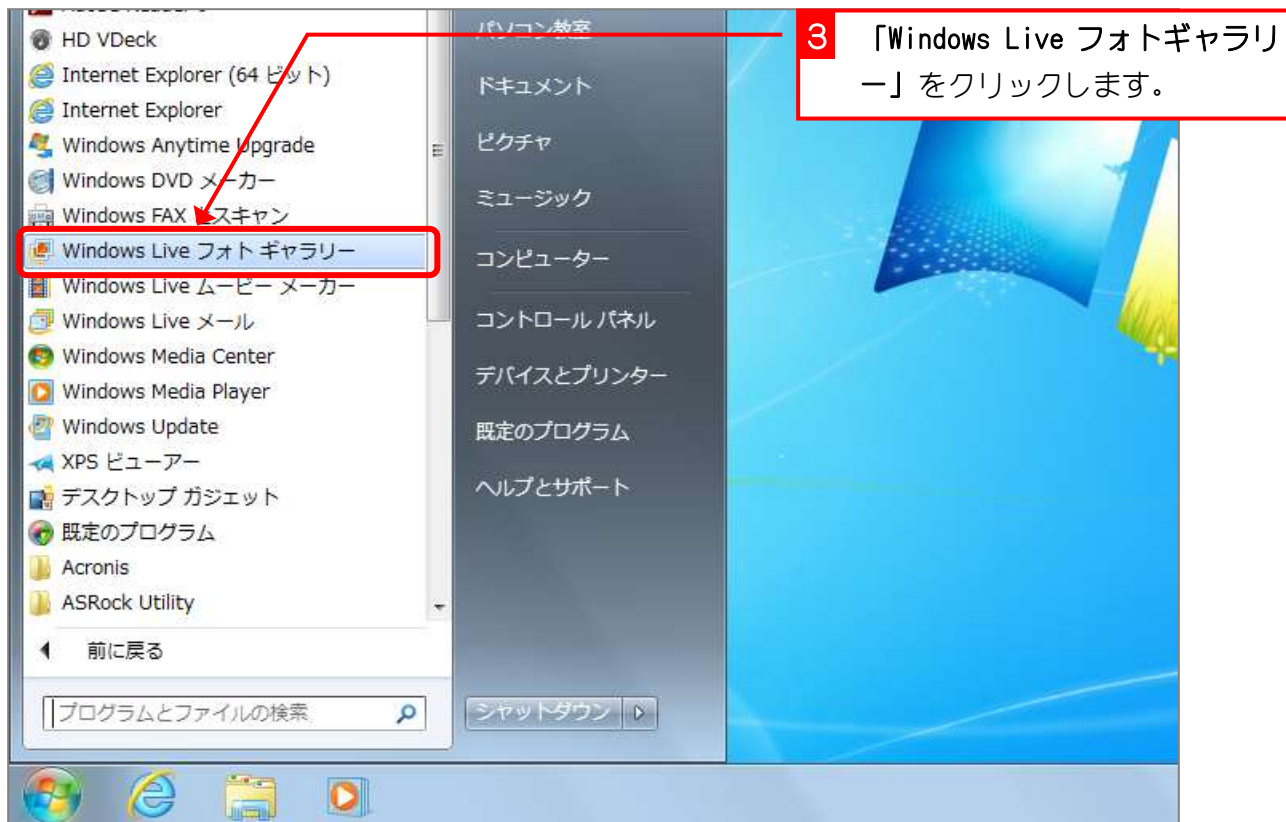 HD VDeck
Internet Explorer (64 ビット)
Internet Explorer
Windows Anytime Upgrade
Windows DVD メーカー
Windows FAX とスキャン
Windows Live フォト ギャラリー
Windows Live ムービー メーカー
Windows Live メール
Windows Media Center
Windows Media Player
Windows Update
XPS ビューアー
デスクトップ ガジェット
既定のプログラム
Acronis
ASRock Utility
前に戻る
プログラムとファイルの検索
パソコン教室
ドキュメント
ピクチャ
ミュージック
コンピューター
コントロール パネル
デバイスとプリンター
既定のプログラム
ヘルプとサポート
シャットダウン
3 「Windows Live フォトギャラリ
ー」をクリックします。